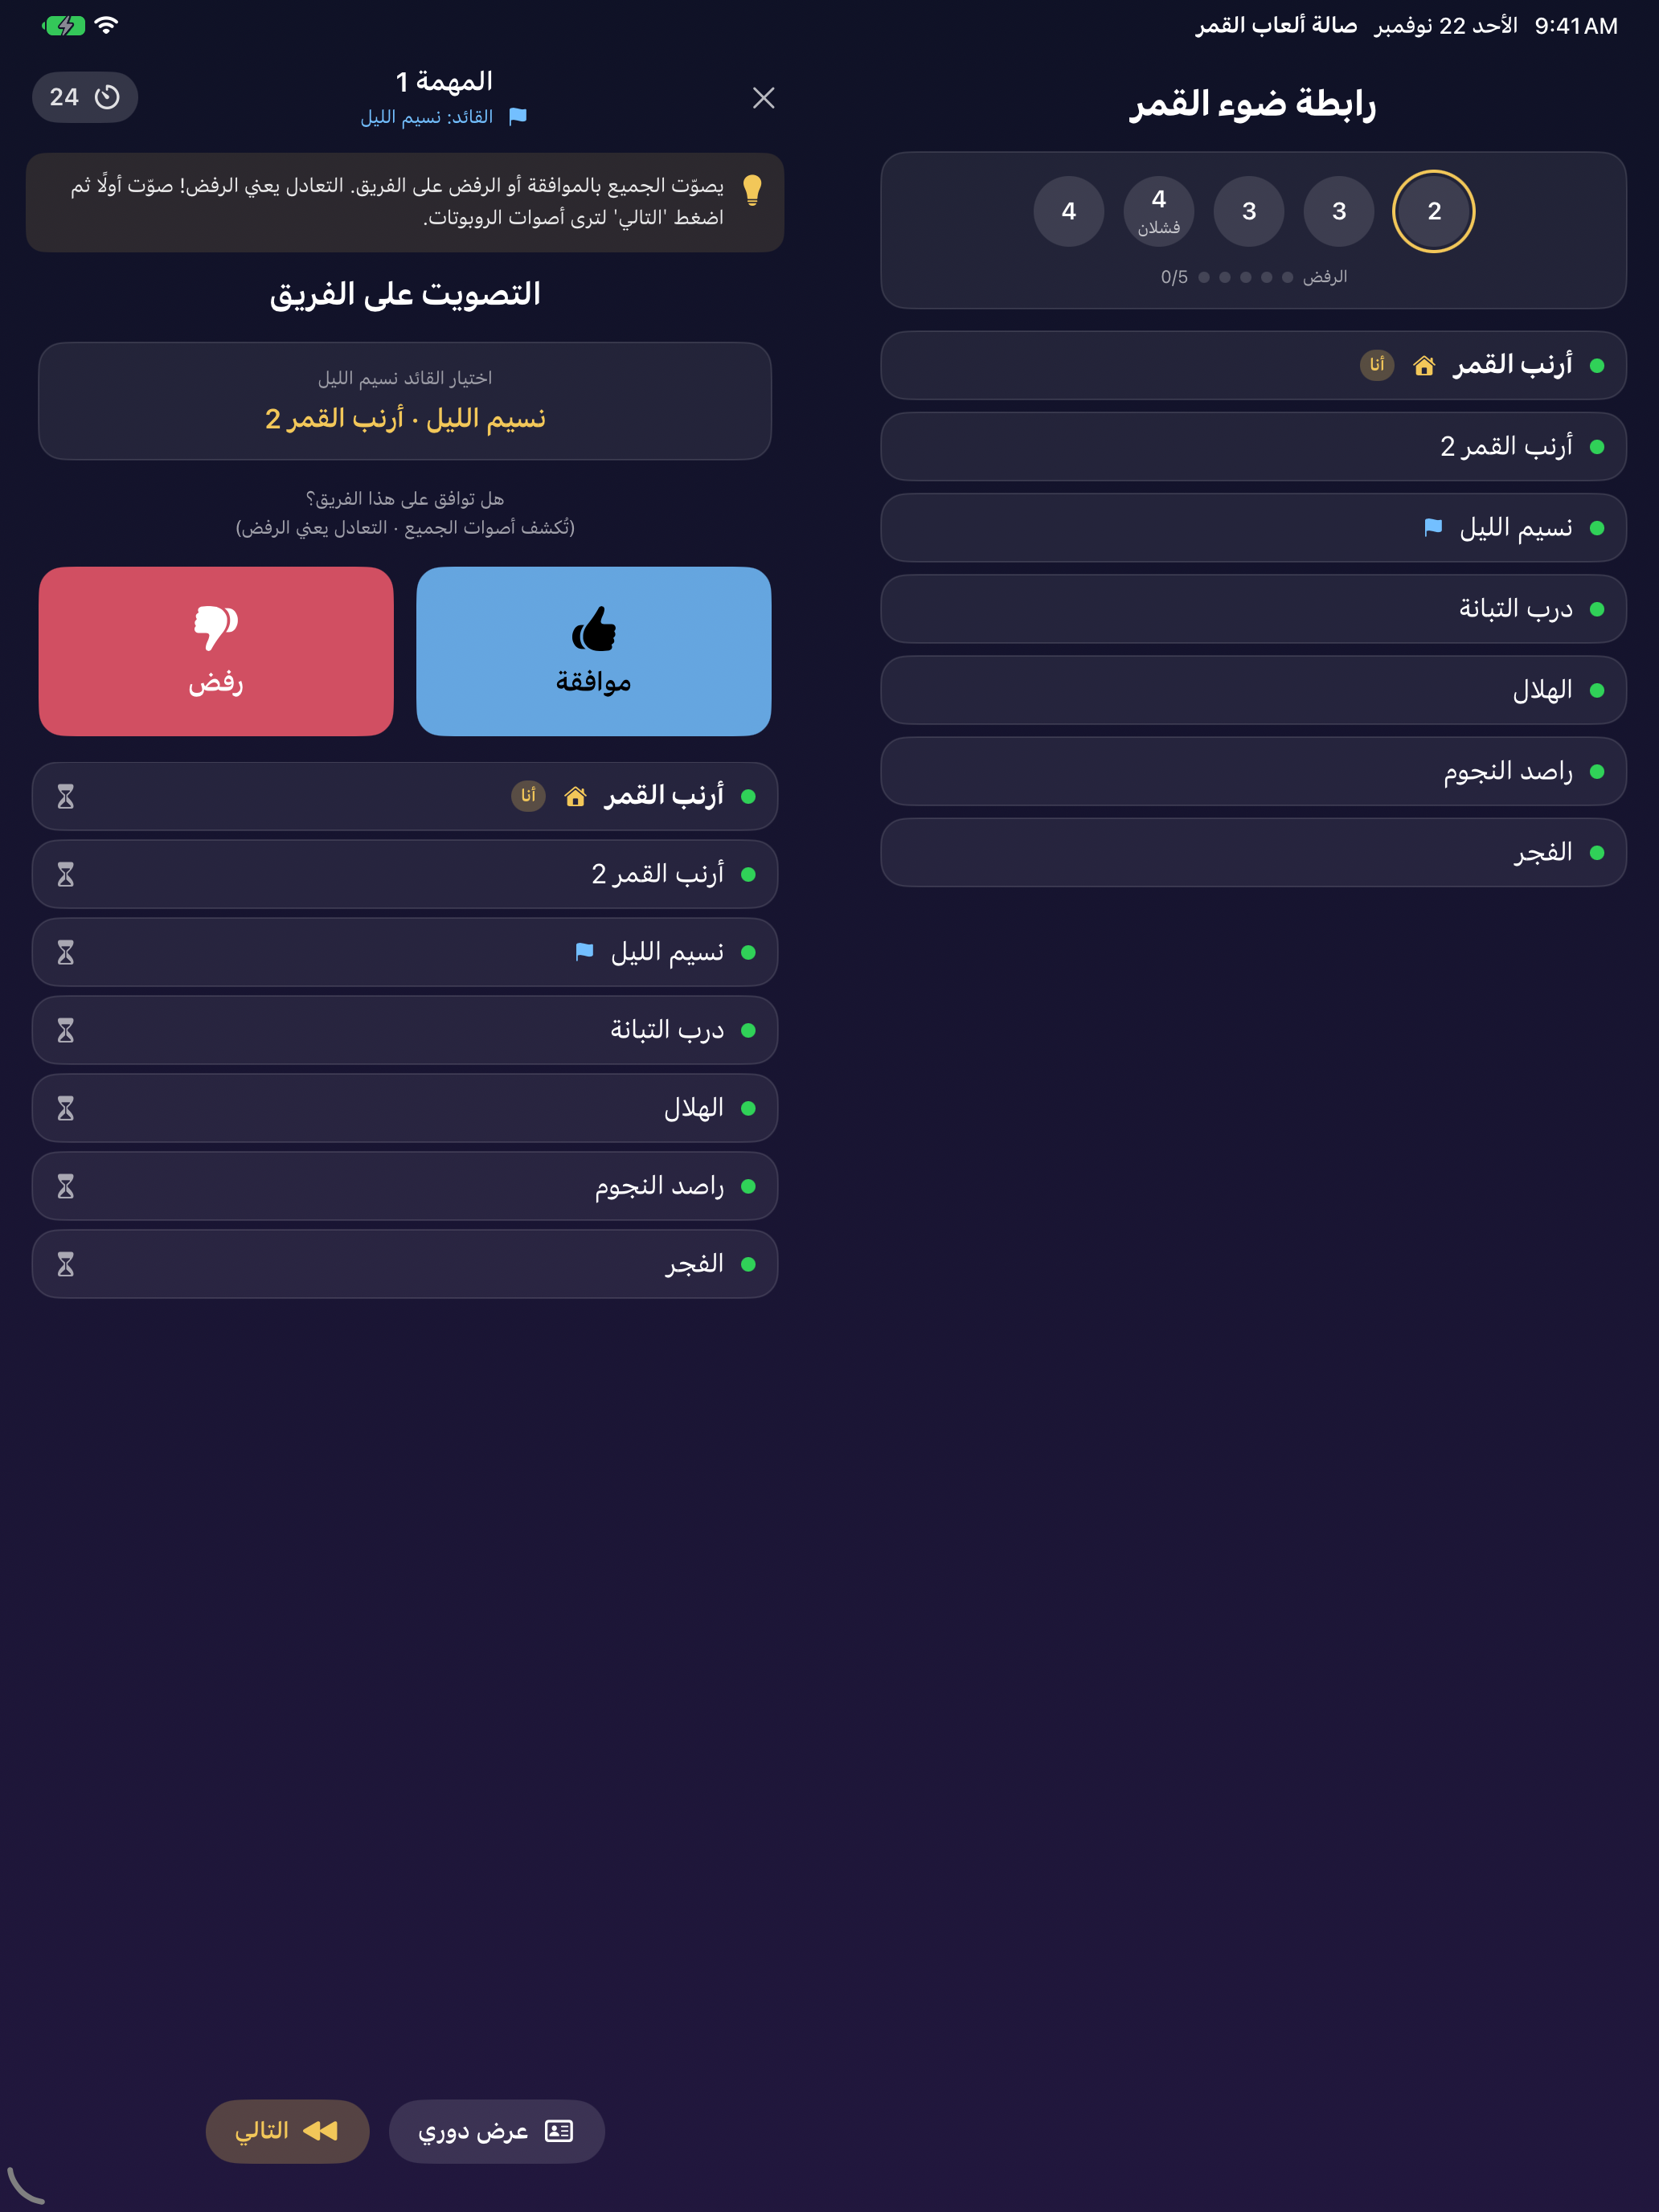 9:41 AM الأحد 22 نوفمبر صالة ألعاب القمر
رابطة ضوء القمر
2
3
3
4
فشلان
4
الرفض 0/5
أرنب القمر أنا
أرنب القمر 2
نسيم الليل
درب التبانة
الهلال
راصد النجوم
الفجر
المهمة 1
القائد: نسيم الليل
24
يصوّت الجميع بالموافقة أو الرفض على الفريق. التعادل يعني الرفض! صوّت أولًا ثم
اضغط 'التالي' لترى أصوات الروبوتات.
التصويت على الفريق
اختيار القائد نسيم الليل
نسيم الليل · أرنب القمر 2
هل توافق على هذا الفريق؟
(تُكشف أصوات الجميع · التعادل يعني الرفض)
موافقة
رفض
أرنب القمر أنا
أرنب القمر 2
نسيم الليل
درب التبانة
الهلال
راصد النجوم
الفجر
عرض دوري
التالي